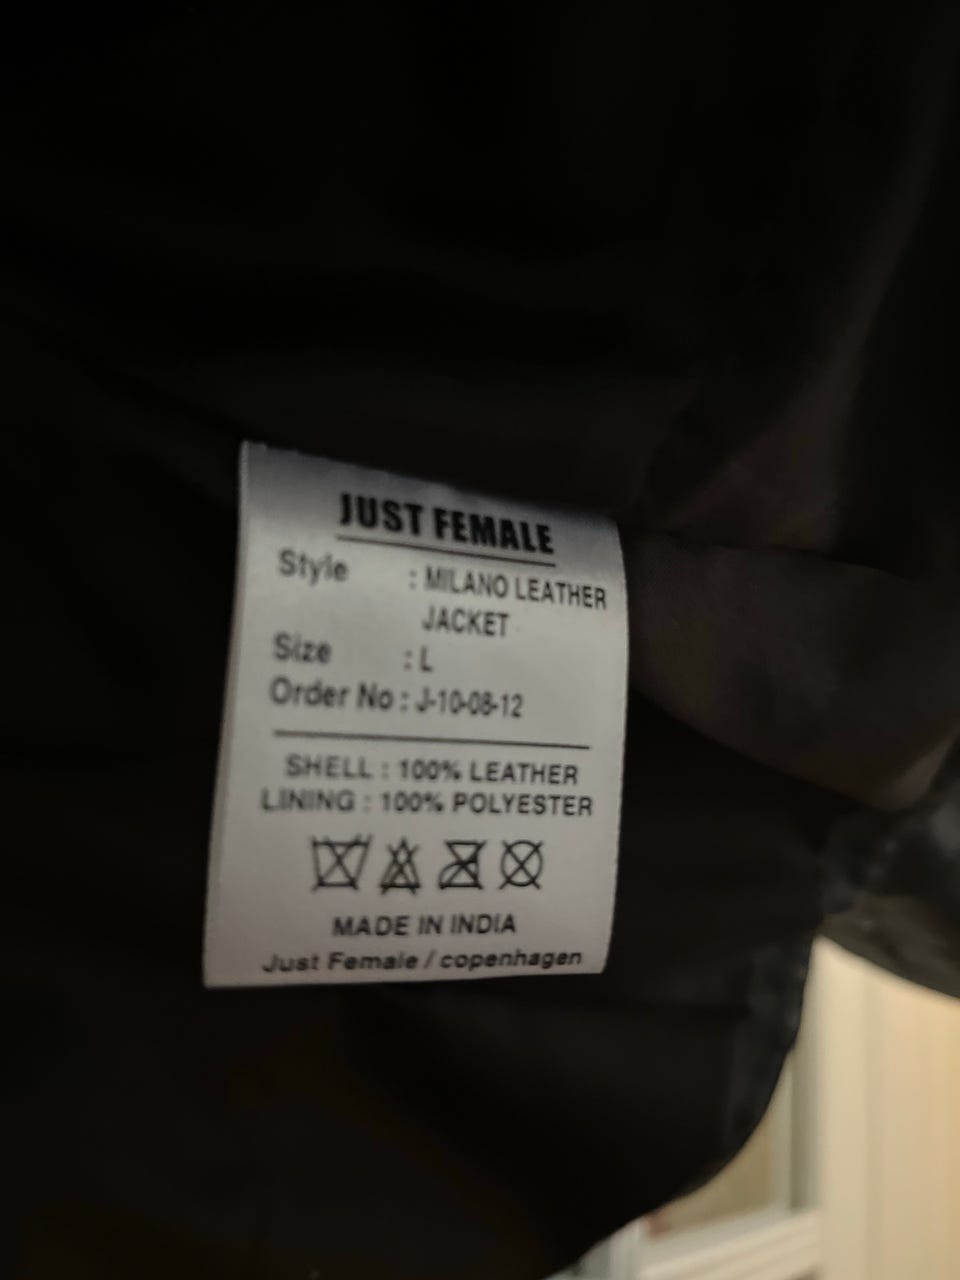 JUST FEMALE
Style : MILANO LEATHER
JACKET
Size : L
Order No : J-10-08-12
SHELL : 100% LEATHER
LINING : 100% POLYESTER
MADE IN INDIA
Just Female / copenhagen